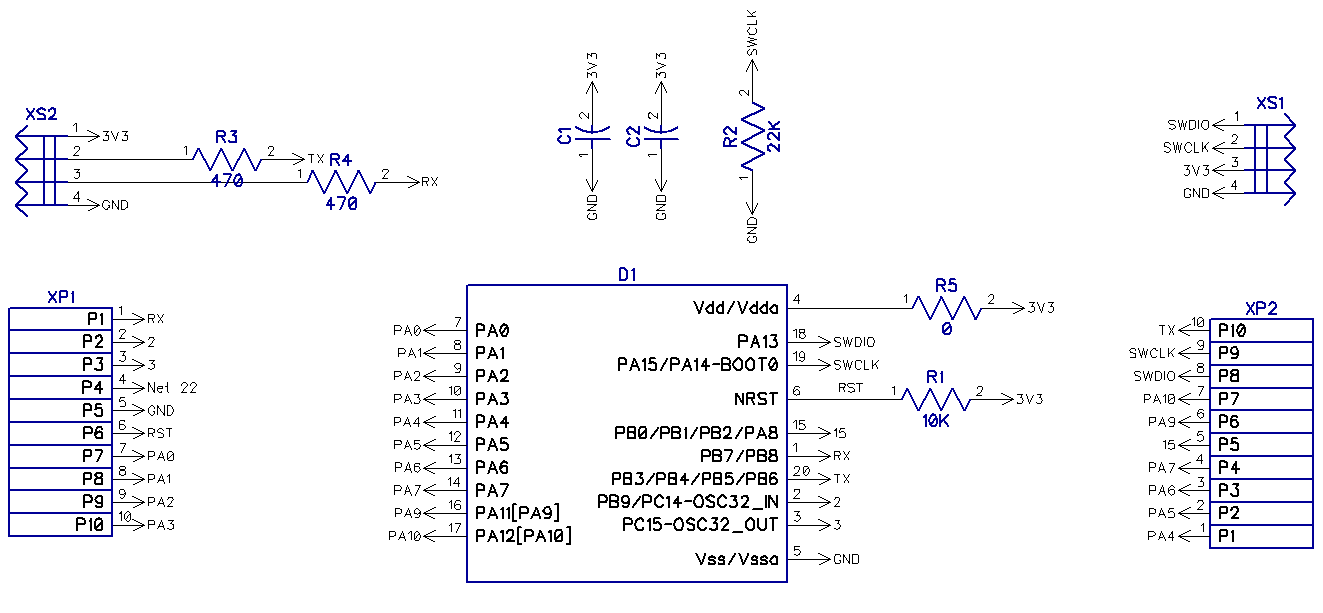 SWCLK
3V3
3V3
2
2
2
XS2
1
3V3
R3
C1
C2
R2
22K
XS1
1
SWDIO
2
1
2
TX
R4
2
SWCLK
3
470
1
2
RX
1
1
1
3
3V3
4
GND
470
GND
GND
GND
4
GND
D1
XP1
R5
XP2
P1
1
RX
Vdd/Vdda
4
1
2
3V3
0
TX
10
P10
P2
2
2
PA0
7
PA0
PA13
18
SWDIO
SWCLK
9
P9
P3
3
3
PA1
8
PA1
PA15/PA14-BOOT0
19
SWCLK
SWDIO
8
P8
P4
4
Net 22
PA2
9
PA2
R1
P5
5
GND
PA3
10
PA3
NRST
6
RST
1
2
3V3
10K
PA10
7
P7
P6
6
RST
PA4
11
PA4
PB0/PB1/PB2/PA8
15
15
PA9
6
P6
P7
7
PA0
PA5
12
PA5
PB7/PB8
1
RX
15
5
P5
P8
8
PA1
PA6
13
PA6
PB3/PB4/PB5/PB6
20
TX
PA7
4
P4
P9
9
PA2
PA7
14
PA7
PB9/PC14-OSC32_IN
2
2
PA6
3
P3
P10
10
PA3
PA9
16
PA11[PA9]
PC15-OSC32_OUT
3
3
PA5
2
P2
PA10
17
PA12[PA10]
Vss/Vssa
5
GND
PA4
1
P1